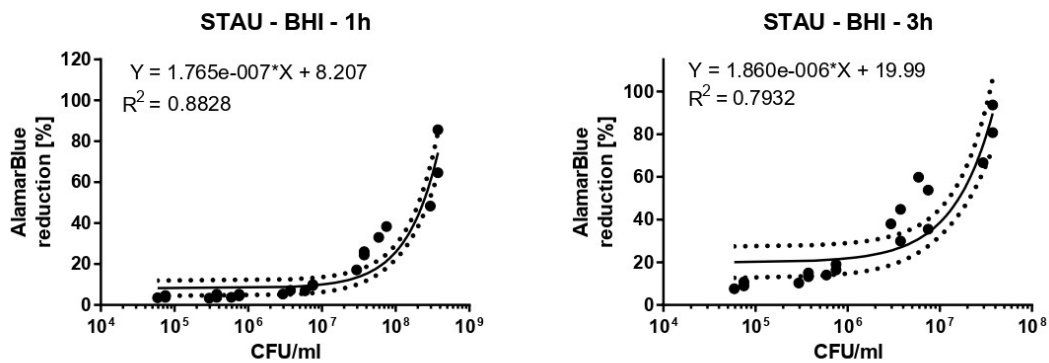 STAU - BHI - 1h
Y = 1.765e-007*X + 8.207
R² = 0.8828
AlamarBlue
reduction [%]
120
100
80
60
40
20
0
10⁴ 10⁵ 10⁶ 10⁷ 10⁸ 10⁹
CFU/ml
STAU - BHI - 3h
Y = 1.860e-006*X + 19.99
R² = 0.7932
AlamarBlue
reduction [%]
100
80
60
40
20
0
10⁴ 10⁵ 10⁶ 10⁷ 10⁸
CFU/ml